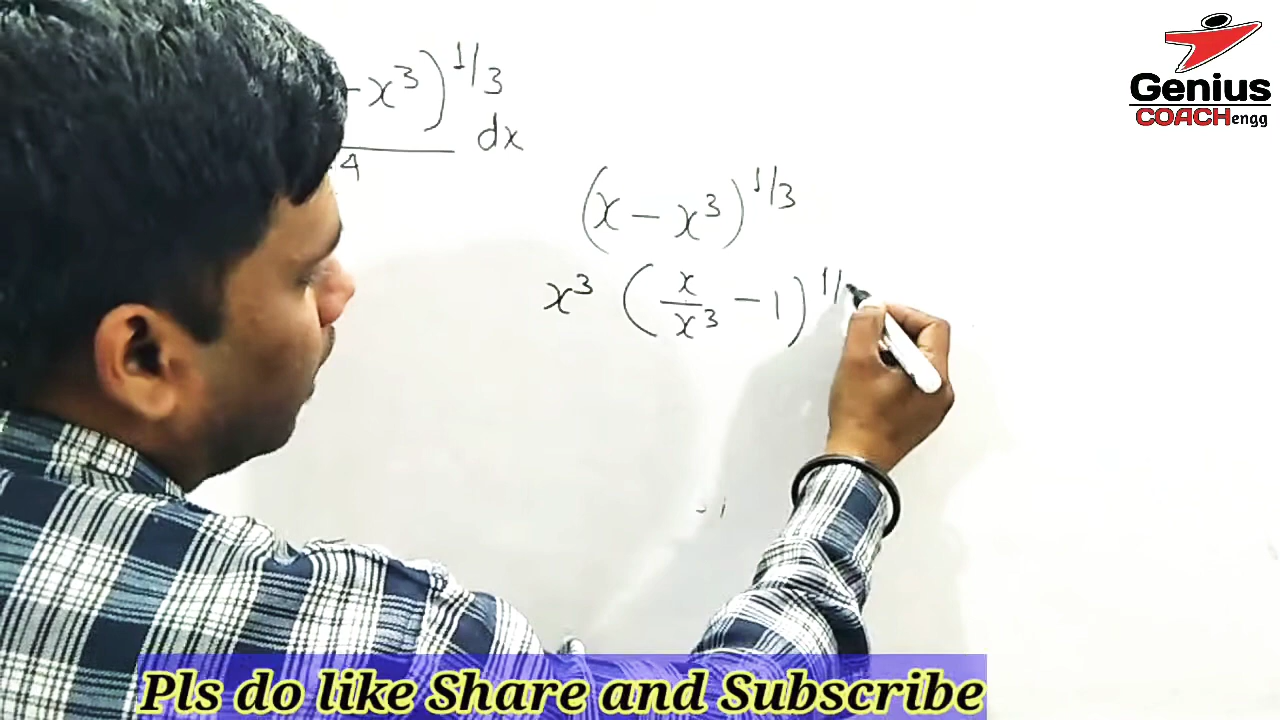 - x³)^1/3
4 dx
(x - x³)^1/3
x³ (x/x³ - 1)^1/
Genius
COACHengg
Pls do like Share and Subscribe